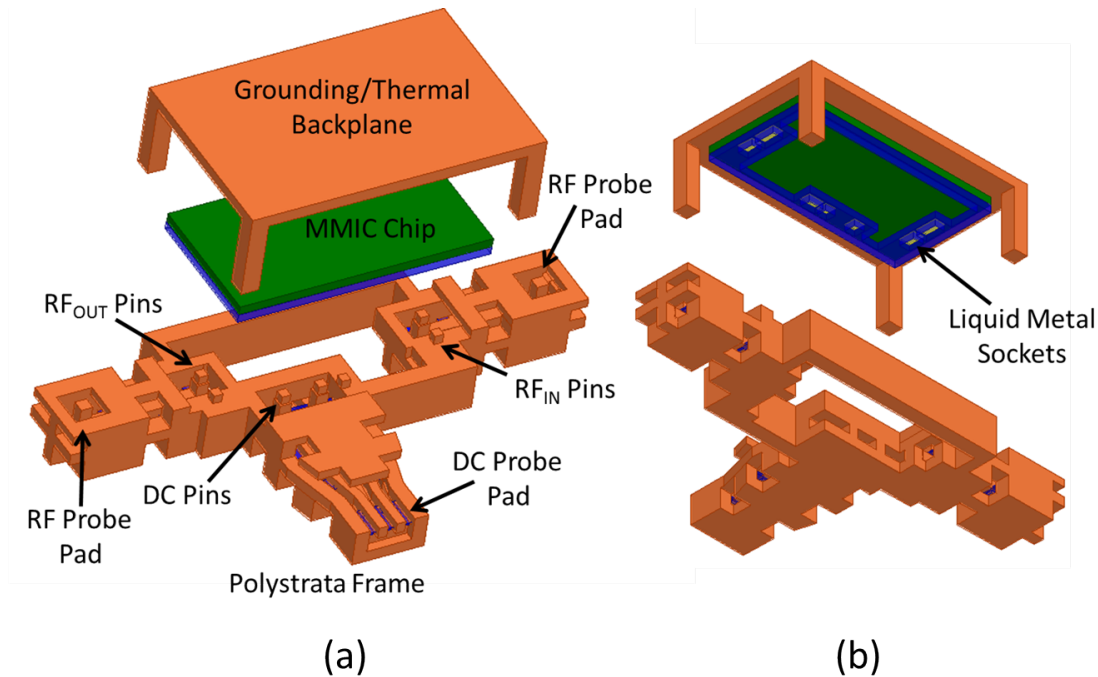 Grounding/Thermal
Backplane
RF Probe
Pad
MMIC Chip
RFOUT Pins
Liquid Metal
Sockets
RFIN Pins
DC Probe
Pad
DC Pins
RF Probe
Pad
Polystrata Frame
(a)
(b)